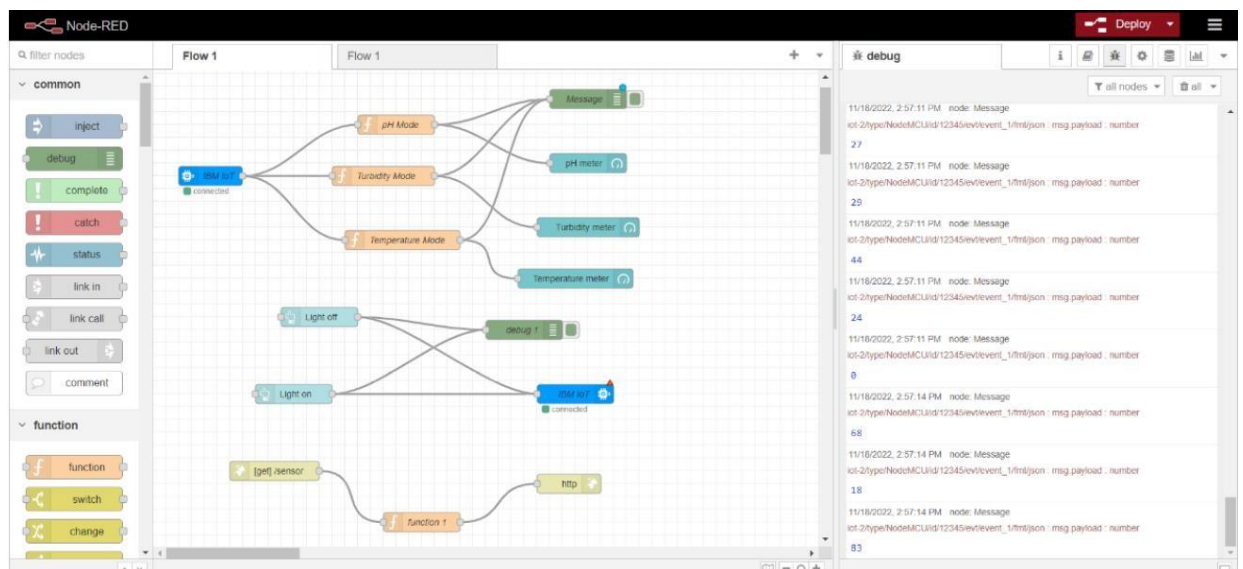 Node-RED
Deploy
filter nodes
Flow 1
Flow 1
debug
i
all nodes
all
common
inject
debug
complete
catch
status
link in
link call
link out
comment
function
function
switch
change
Message
pH Mode
pH meter
IBM IoT
connected
Turbidity Mode
Turbidity meter
Temperature Mode
Temperature meter
Light off
debug 1
Light on
IBM IoT
connected
[get] /sensor
http
function 1
11/18/2022, 2:57:11 PM node: Message
iot-2/type/NodeMCU/id/12345/evt/event_1/fmt/json : msg.payload : number
27
11/18/2022, 2:57:11 PM node: Message
iot-2/type/NodeMCU/id/12345/evt/event_1/fmt/json : msg.payload : number
29
11/18/2022, 2:57:11 PM node: Message
iot-2/type/NodeMCU/id/12345/evt/event_1/fmt/json : msg.payload : number
44
11/18/2022, 2:57:11 PM node: Message
iot-2/type/NodeMCU/id/12345/evt/event_1/fmt/json : msg.payload : number
24
11/18/2022, 2:57:11 PM node: Message
iot-2/type/NodeMCU/id/12345/evt/event_1/fmt/json : msg.payload : number
0
11/18/2022, 2:57:14 PM node: Message
iot-2/type/NodeMCU/id/12345/evt/event_1/fmt/json : msg.payload : number
68
11/18/2022, 2:57:14 PM node: Message
iot-2/type/NodeMCU/id/12345/evt/event_1/fmt/json : msg.payload : number
18
11/18/2022, 2:57:14 PM node: Message
iot-2/type/NodeMCU/id/12345/evt/event_1/fmt/json : msg.payload : number
83